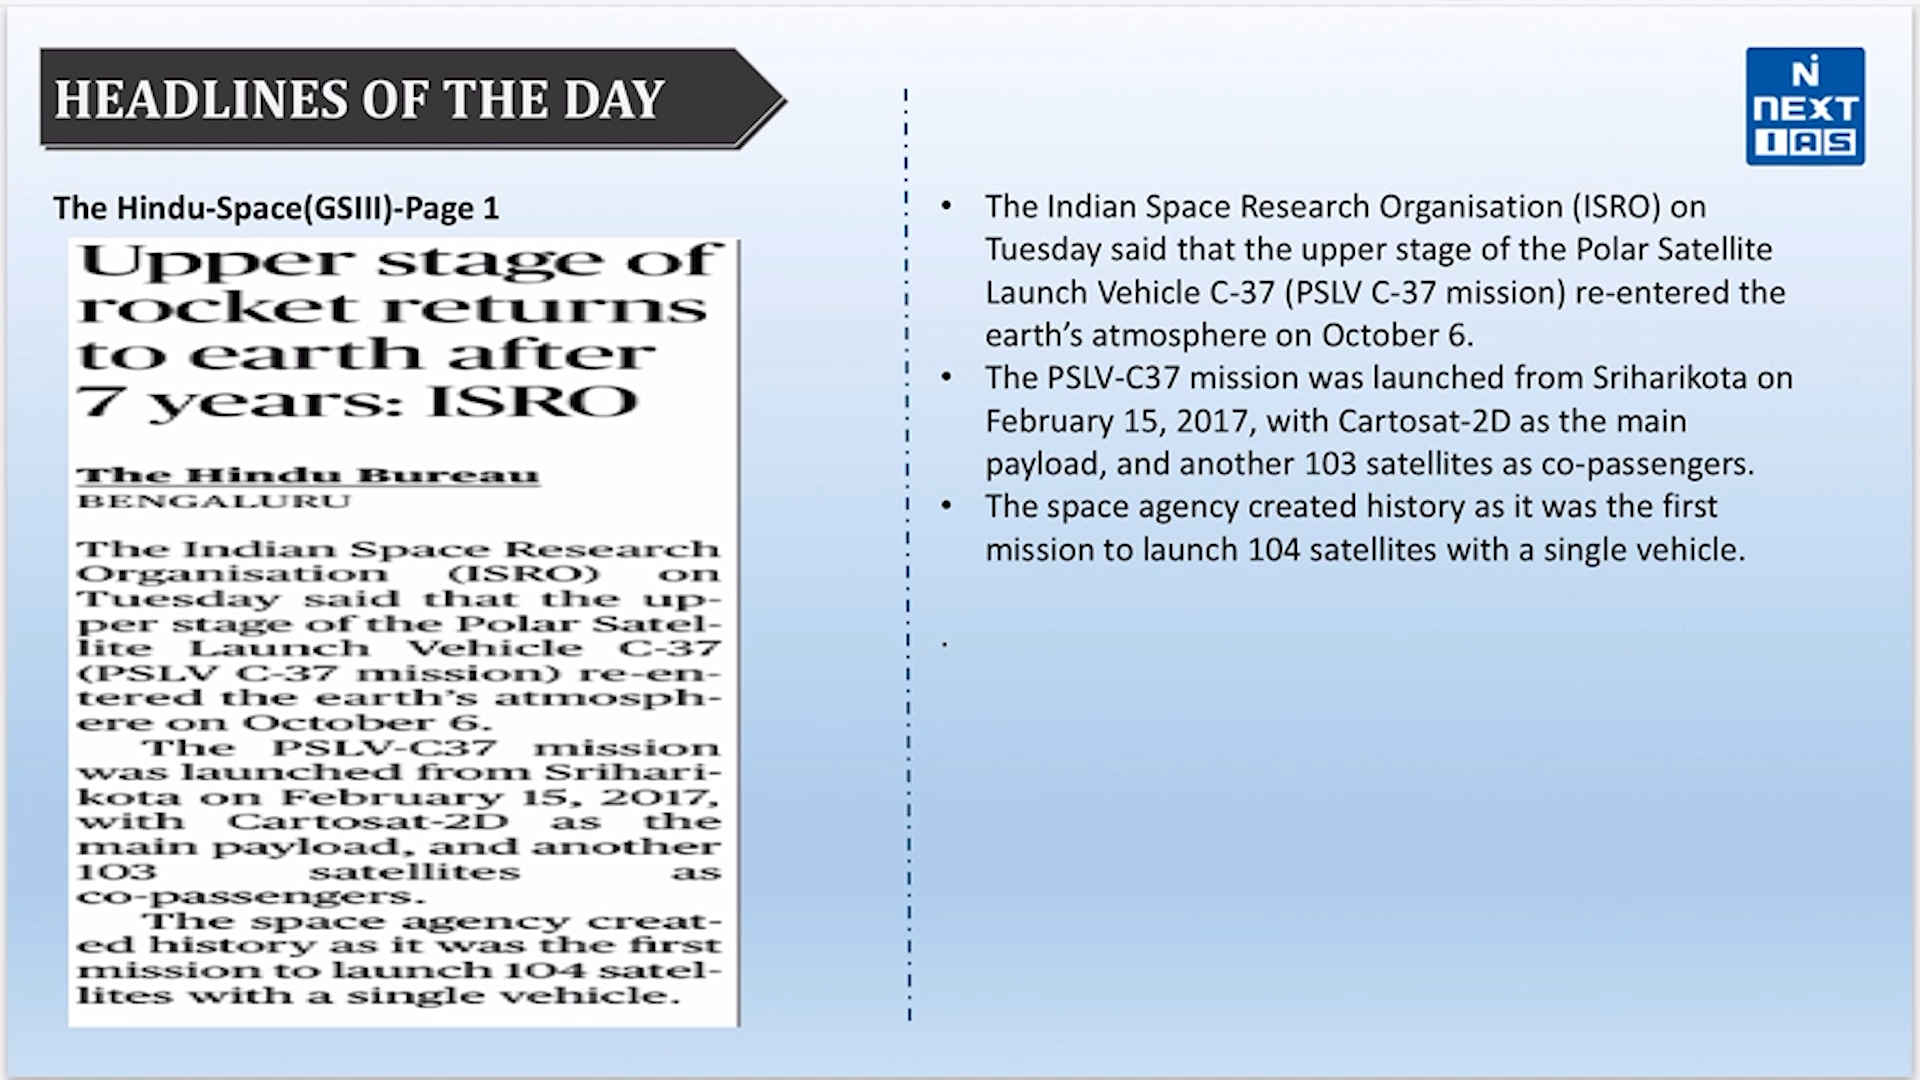 HEADLINES OF THE DAY
N
NEXT
IAS
The Hindu-Space(GSIII)-Page 1
Upper stage of
rocket returns
to earth after
7 years: ISRO
The Hindu Bureau
BENGALURU
The Indian Space Research
Organisation (ISRO) on
Tuesday said that the up-
per stage of the Polar Satel-
lite Launch Vehicle C-37
(PSLV C-37 mission) re-en-
tered the earth's atmosph-
ere on October 6.
The PSLV-C37 mission
was launched from Srihari-
kota on February 15, 2017,
with Cartosat-2D as the
main payload, and another
103 satellites as
co-passengers.
The space agency creat-
ed history as it was the first
mission to launch 104 satel-
lites with a single vehicle.
• The Indian Space Research Organisation (ISRO) on
Tuesday said that the upper stage of the Polar Satellite
Launch Vehicle C-37 (PSLV C-37 mission) re-entered the
earth's atmosphere on October 6.
• The PSLV-C37 mission was launched from Sriharikota on
February 15, 2017, with Cartosat-2D as the main
payload, and another 103 satellites as co-passengers.
• The space agency created history as it was the first
mission to launch 104 satellites with a single vehicle.
.